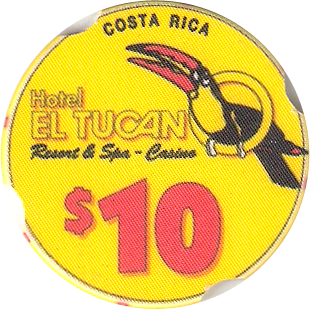 COSTA RICA
Hotel
EL TUCAN
Resort & Spa - Casino
$10